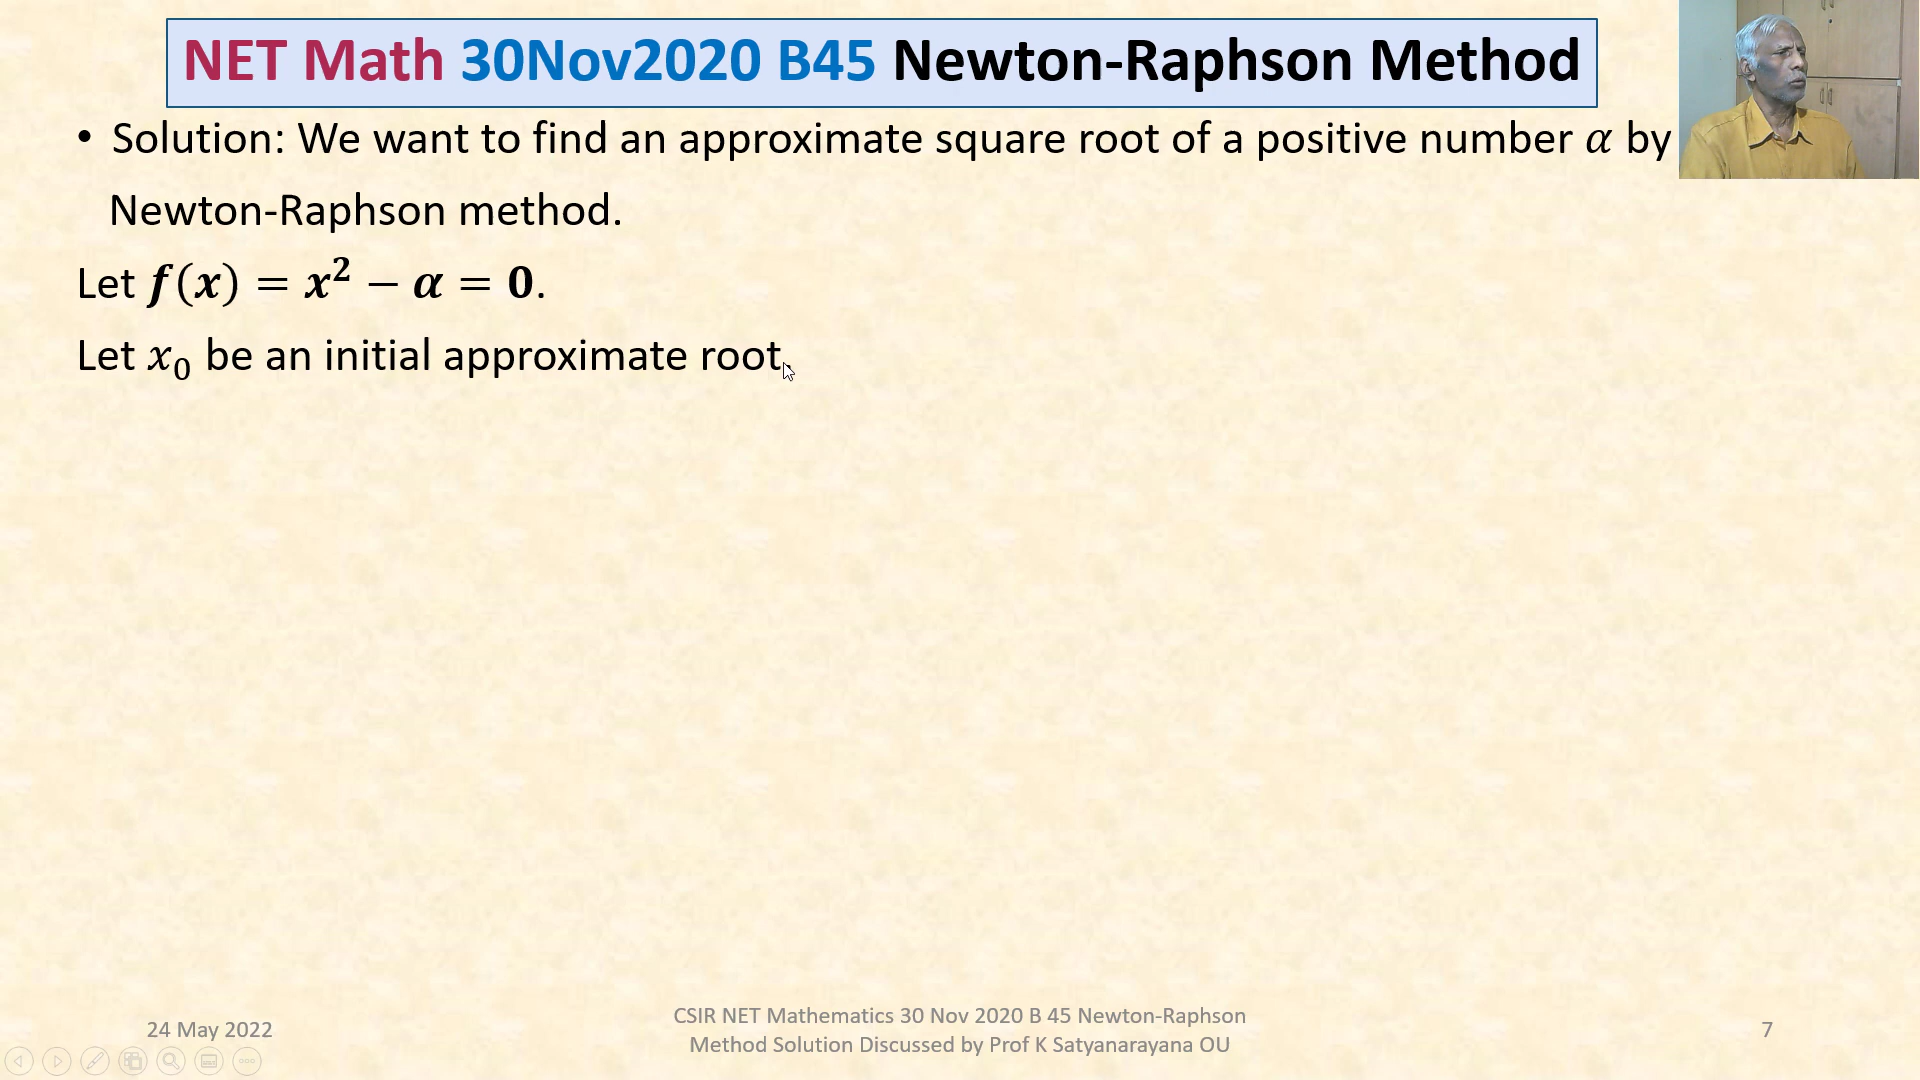 NET Math 30Nov2020 B45 Newton-Raphson Method
• Solution: We want to find an approximate square root of a positive number α by
Newton-Raphson method.
Let f(x) = x² − α = 0.
Let x₀ be an initial approximate root.
24 May 2022
CSIR NET Mathematics 30 Nov 2020 B 45 Newton-Raphson
Method Solution Discussed by Prof K Satyanarayana OU
7